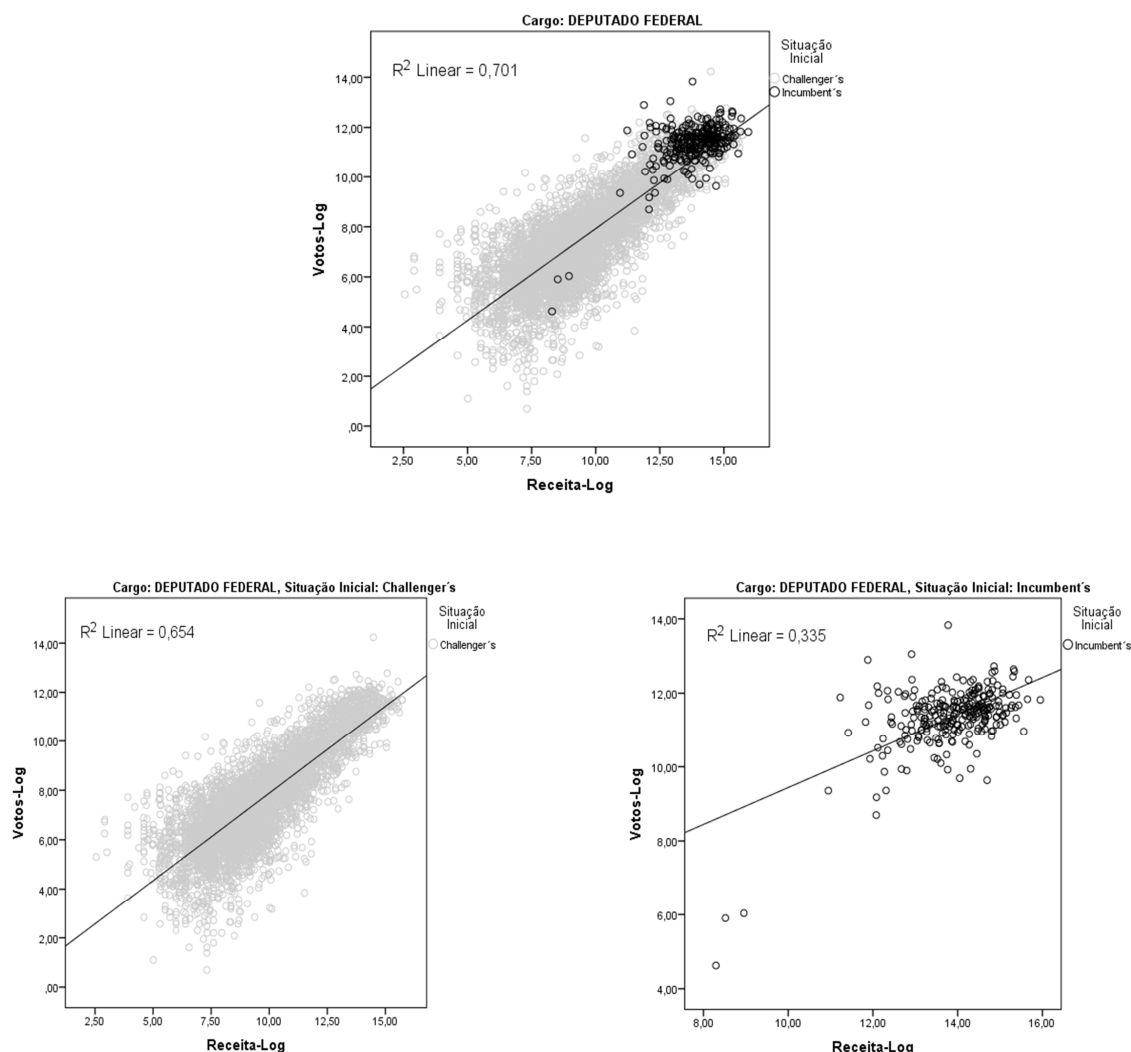 Cargo: DEPUTADO FEDERAL
R² Linear = 0,701
Situação
Inicial
Challenger´s
Incumbent´s
14,00
12,00
10,00
8,00
6,00
4,00
2,00
,00
Votos-Log
2,50 5,00 7,50 10,00 12,50 15,00
Receita-Log
Cargo: DEPUTADO FEDERAL, Situação Inicial: Challenger´s
R² Linear = 0,654
Situação
Inicial
Challenger´s
14,00
12,00
10,00
8,00
6,00
4,00
2,00
,00
Votos-Log
2,50 5,00 7,50 10,00 12,50 15,00
Receita-Log
Cargo: DEPUTADO FEDERAL, Situação Inicial: Incumbent´s
R² Linear = 0,335
Situação
Inicial
Incumbent´s
14,00
12,00
10,00
8,00
6,00
4,00
Votos-Log
8,00 10,00 12,00 14,00 16,00
Receita-Log